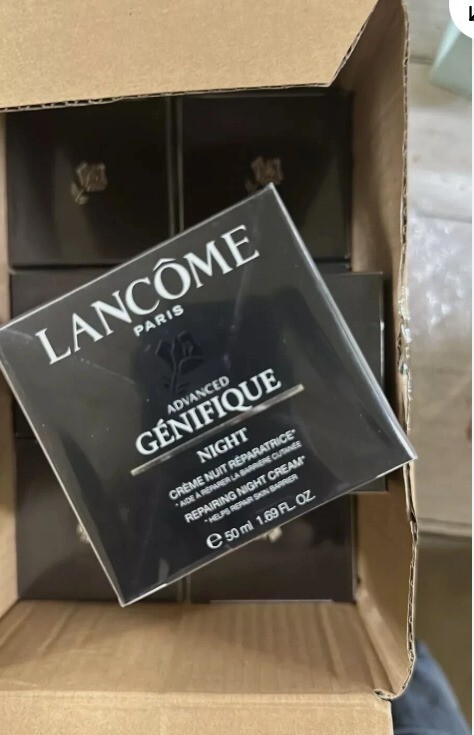 LANCÔME
PARIS
ADVANCED
GÉNIFIQUE
NIGHT
CRÈME NUIT RÉPARATRICE*
*AIDE À RÉPARER LA BARRIÈRE CUTANÉE
REPAIRING NIGHT CREAM*
*HELPS REPAIR SKIN BARRIER
℮ 50 ml 1.69 FL. OZ